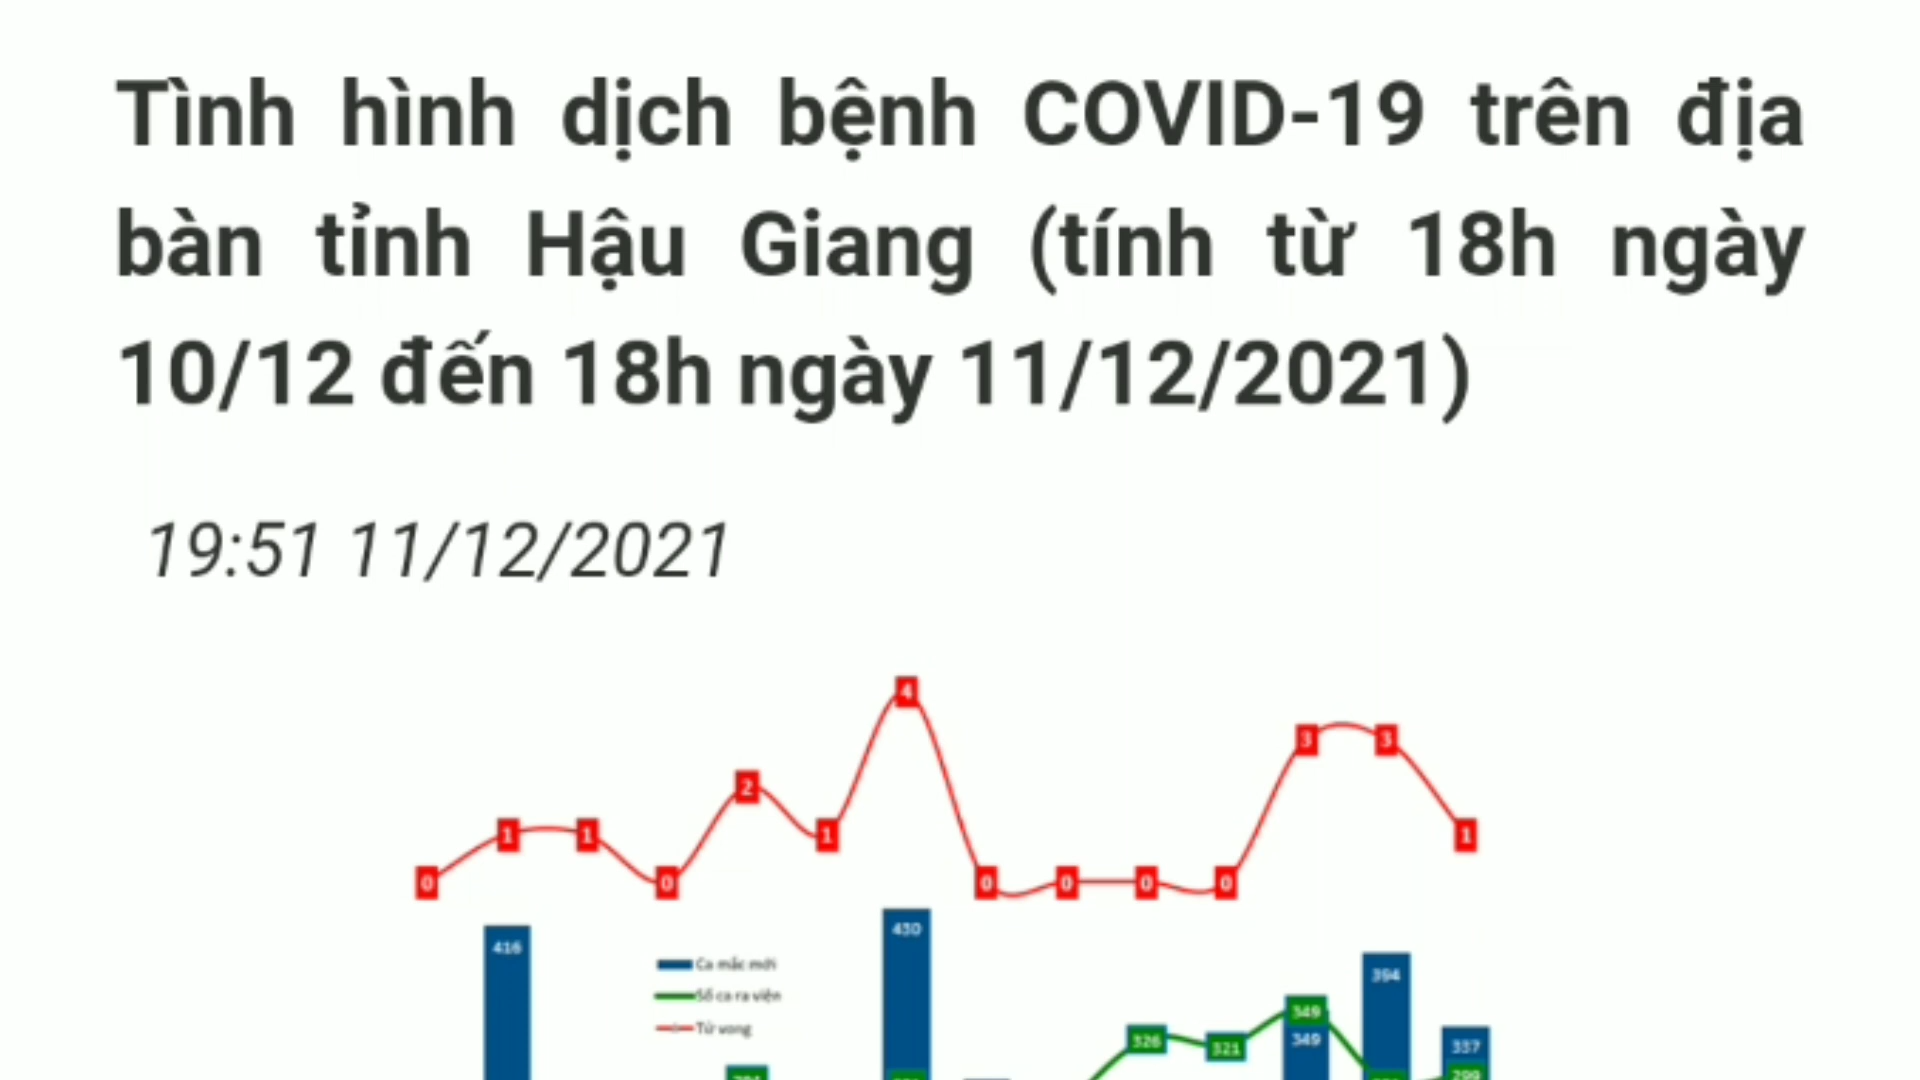 Tình hình dịch bệnh COVID-19 trên địa
bàn tỉnh Hậu Giang (tính từ 18h ngày
10/12 đến 18h ngày 11/12/2021)
19:51 11/12/2021
4
3 3
2
1 1 1 1
0 0 0 0 0 0
430
416
Ca mắc mới
394
Số ca ra viện
349
Tử vong
326 321 349 337
299